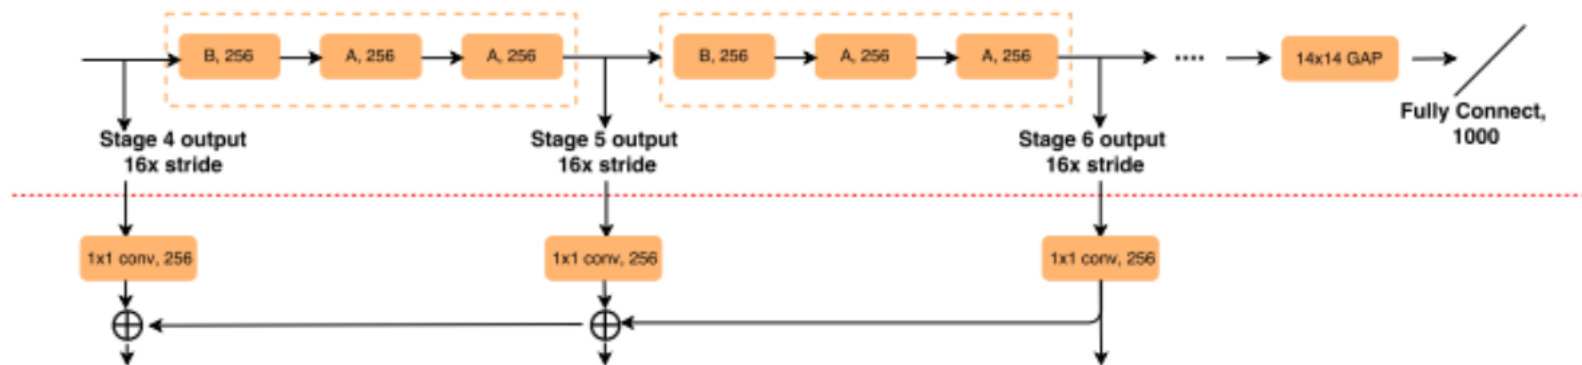 B, 256
A, 256
A, 256
B, 256
A, 256
A, 256
....
14x14 GAP
Fully Connect,
1000
Stage 4 output
16x stride
Stage 5 output
16x stride
Stage 6 output
16x stride
1x1 conv, 256
1x1 conv, 256
1x1 conv, 256